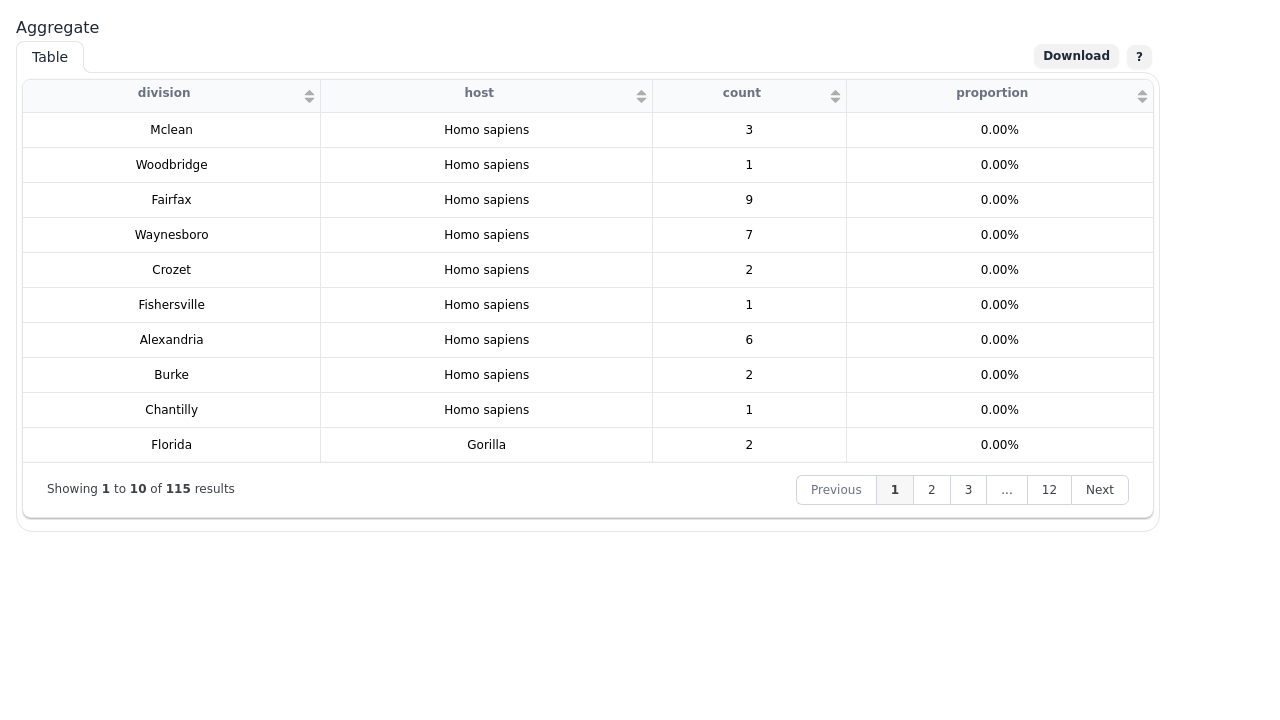 Aggregate
Table Download ?
division host count proportion
Mclean Homo sapiens 3 0.00%
Woodbridge Homo sapiens 1 0.00%
Fairfax Homo sapiens 9 0.00%
Waynesboro Homo sapiens 7 0.00%
Crozet Homo sapiens 2 0.00%
Fishersville Homo sapiens 1 0.00%
Alexandria Homo sapiens 6 0.00%
Burke Homo sapiens 2 0.00%
Chantilly Homo sapiens 1 0.00%
Florida Gorilla 2 0.00%
Showing 1 to 10 of 115 results Previous 1 2 3 ... 12 Next